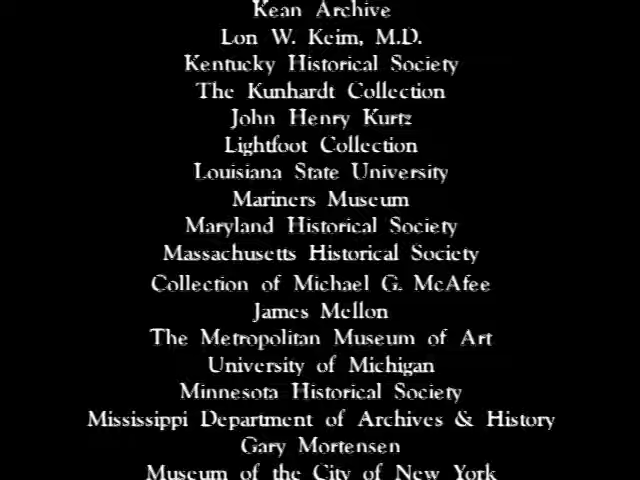 Kean Archive
Lon W. Keim, M.D.
Kentucky Historical Society
The Kunhardt Collection
John Henry Kurtz
Lightfoot Collection
Louisiana State University
Mariners Museum
Maryland Historical Society
Massachusetts Historical Society
Collection of Michael G. McAfee
James Mellon
The Metropolitan Museum of Art
University of Michigan
Minnesota Historical Society
Mississippi Department of Archives & History
Gary Mortensen
Museum of the City of New York